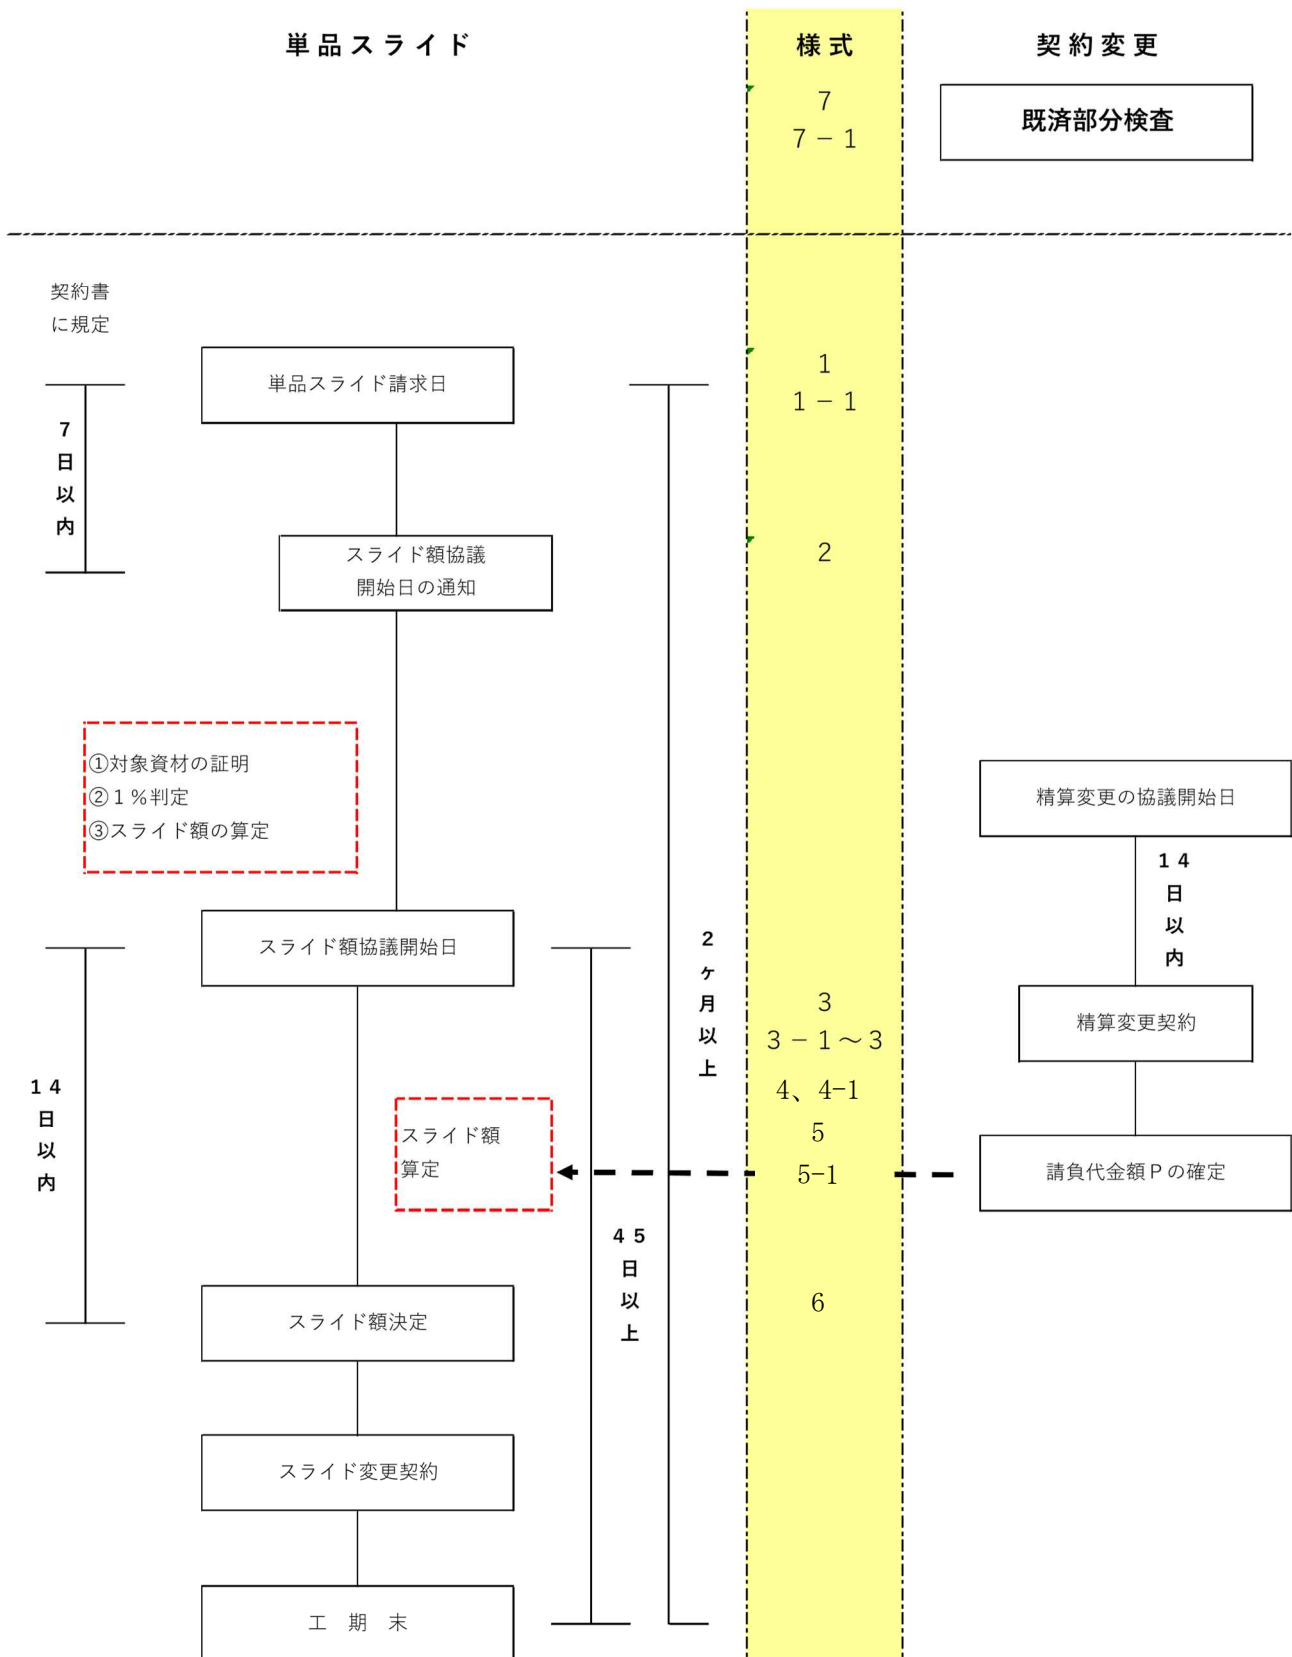 単品スライド
様式
契約変更
7
7－1
既済部分検査
契約書
に規定
単品スライド請求日
1
1－1
7日以内
スライド額協議
開始日の通知
2
①対象資材の証明
②１％判定
③スライド額の算定
精算変更の協議開始日
14日以内
スライド額協議開始日
2ヶ月以上
3
3－1～3
精算変更契約
4、4-1
14日以内
スライド額
算定
5
5-1
請負代金額Ｐの確定
45日以上
スライド額決定
6
スライド変更契約
工　期　末